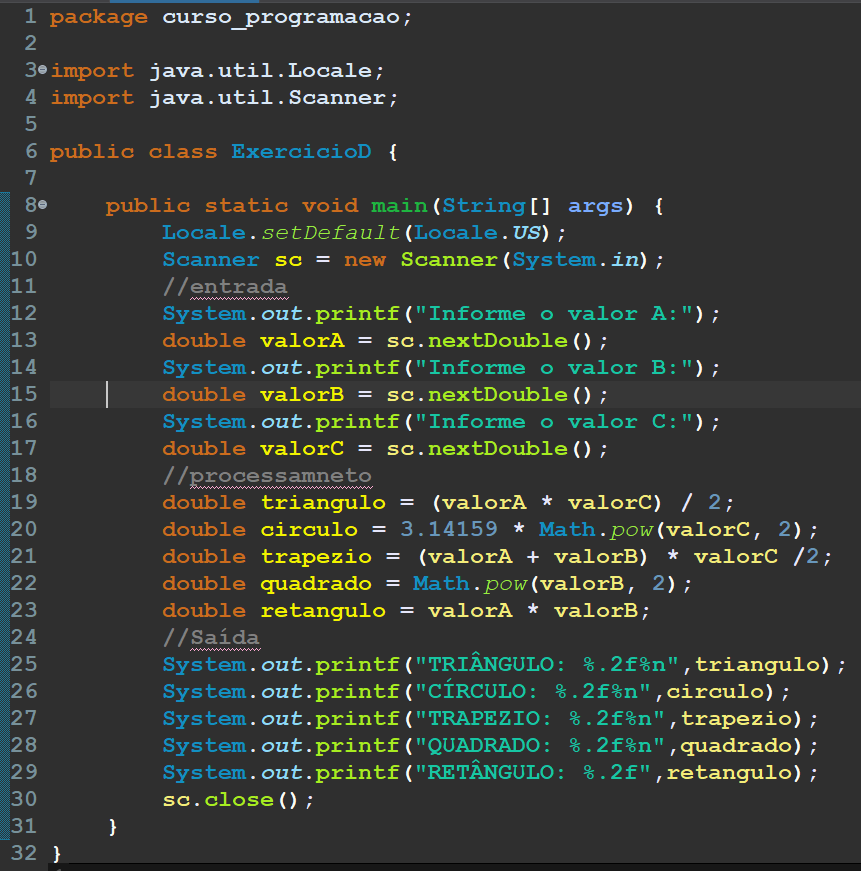 1 package curso_programacao;
2
3 import java.util.Locale;
4 import java.util.Scanner;
5
6 public class ExercicioD {
7
8     public static void main(String[] args) {
9         Locale.setDefault(Locale.US);
10         Scanner sc = new Scanner(System.in);
11         //entrada
12         System.out.printf("Informe o valor A:");
13         double valorA = sc.nextDouble();
14         System.out.printf("Informe o valor B:");
15         double valorB = sc.nextDouble();
16         System.out.printf("Informe o valor C:");
17         double valorC = sc.nextDouble();
18         //processamneto
19         double triangulo = (valorA * valorC) / 2;
20         double circulo = 3.14159 * Math.pow(valorC, 2);
21         double trapezio = (valorA + valorB) * valorC /2;
22         double quadrado = Math.pow(valorB, 2);
23         double retangulo = valorA * valorB;
24         //Saída
25         System.out.printf("TRIÂNGULO: %.2f%n",triangulo);
26         System.out.printf("CÍRCULO: %.2f%n",circulo);
27         System.out.printf("TRAPEZIO: %.2f%n",trapezio);
28         System.out.printf("QUADRADO: %.2f%n",quadrado);
29         System.out.printf("RETÂNGULO: %.2f",retangulo);
30         sc.close();
31     }
32 }